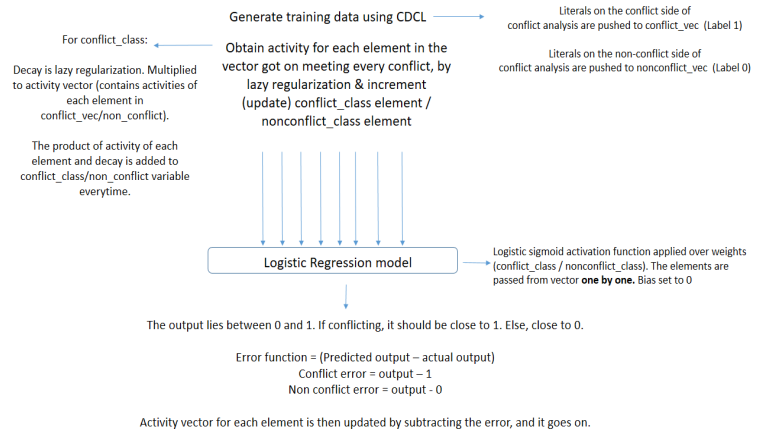 Generate training data using CDCL
Literals on the conflict side of
conflict analysis are pushed to conflict_vec (Label 1)
Literals on the non-conflict side of
conflict analysis are pushed to nonconflict_vec (Label 0)
For conflict_class:
Decay is lazy regularization. Multiplied
to activity vector (contains activities of
each element in
conflict_vec/non_conflict).
The product of activity of each
element and decay is added to
conflict_class/non_conflict variable
everytime.
Obtain activity for each element in the
vector got on meeting every conflict, by
lazy regularization & increment
(update) conflict_class element /
nonconflict_class element
Logistic Regression model
Logistic sigmoid activation function applied over weights
(conflict_class / nonconflict_class). The elements are
passed from vector one by one. Bias set to 0
The output lies between 0 and 1. If conflicting, it should be close to 1. Else, close to 0.
Error function = (Predicted output – actual output)
Conflict error = output – 1
Non conflict error = output - 0
Activity vector for each element is then updated by subtracting the error, and it goes on.